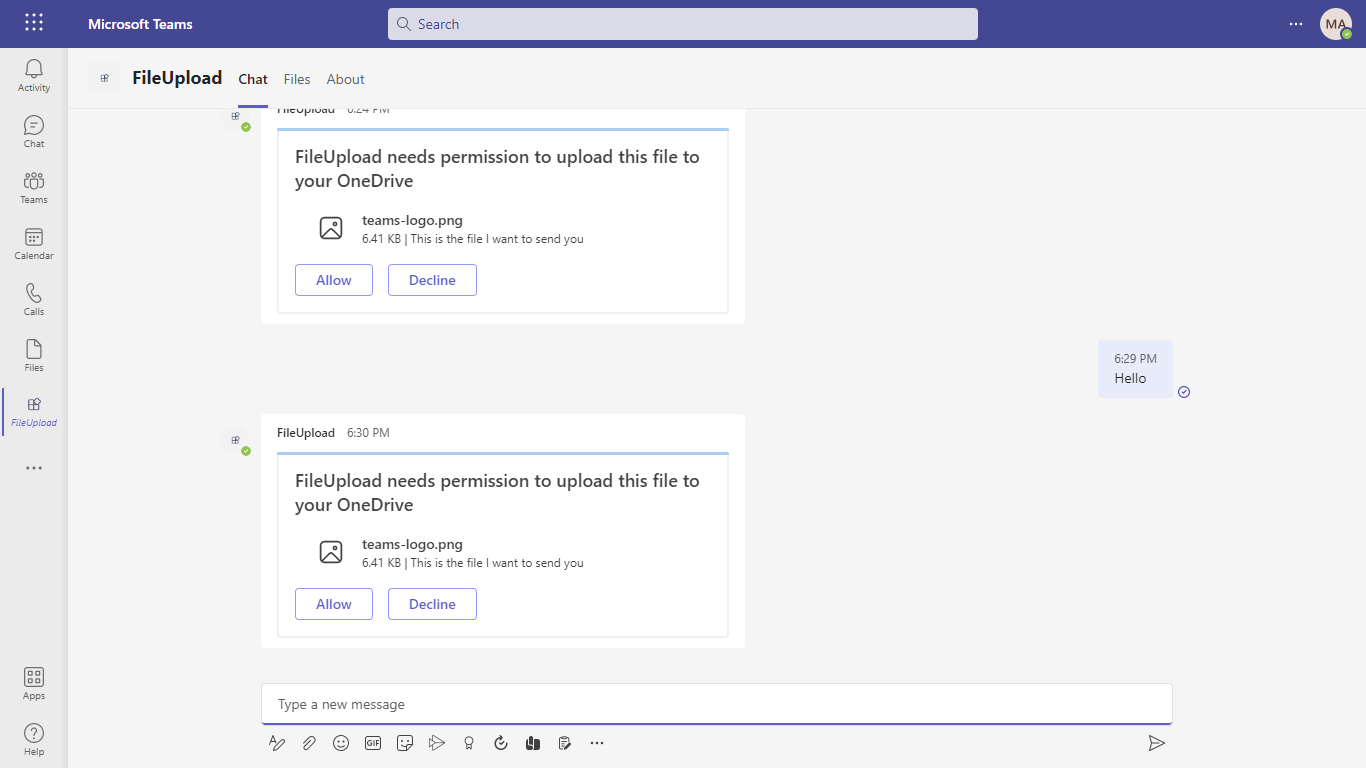 Microsoft Teams
Search
MA
Activity
Chat
Teams
Calendar
Calls
Files
FileUpload
Apps
Help
FileUpload Chat Files About
FileUpload 6:24 PM
FileUpload needs permission to upload this file to
your OneDrive
teams-logo.png
6.41 KB | This is the file I want to send you
Allow Decline
6:29 PM
Hello
FileUpload 6:30 PM
FileUpload needs permission to upload this file to
your OneDrive
teams-logo.png
6.41 KB | This is the file I want to send you
Allow Decline
Type a new message
GIF